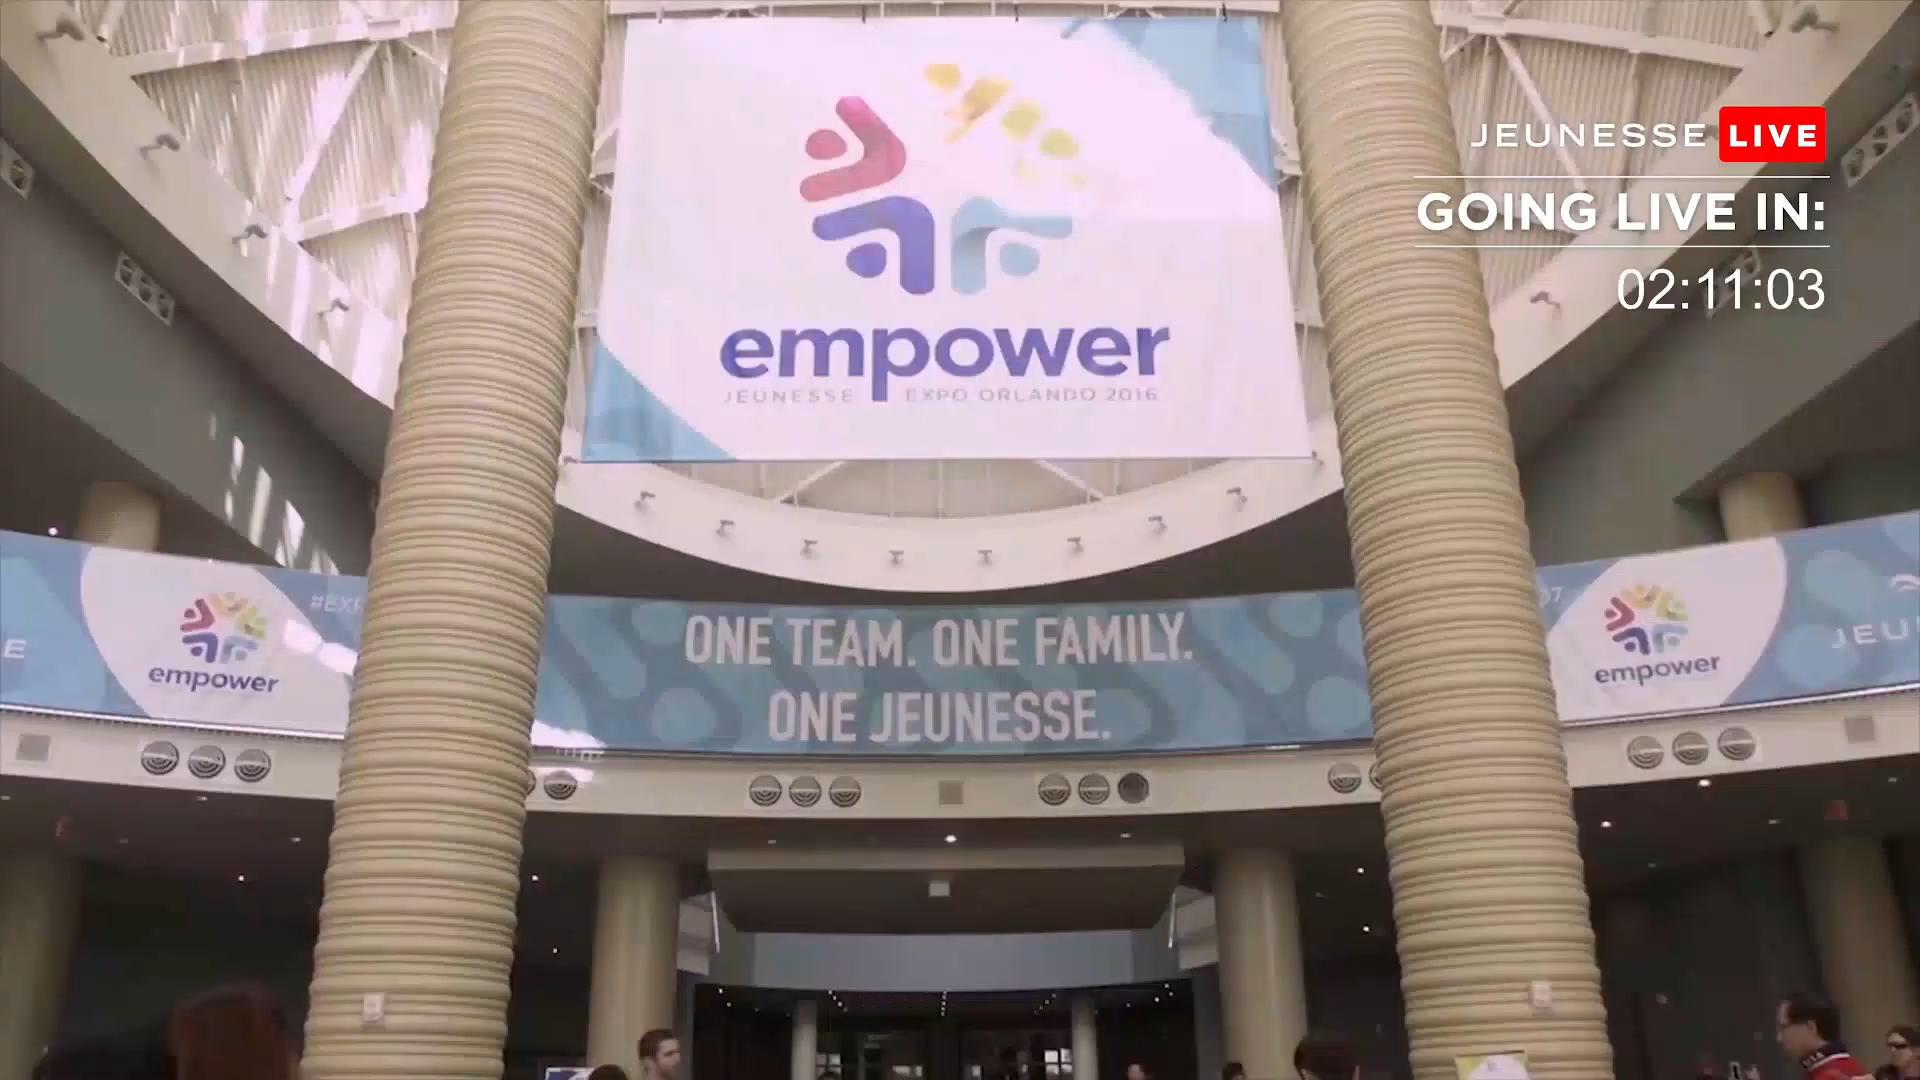 JEUNESSE LIVE
GOING LIVE IN:
02:11:03
empower
JEUNESSE EXPO ORLANDO 2016
ONE TEAM. ONE FAMILY.
ONE JEUNESSE.
empower
empower